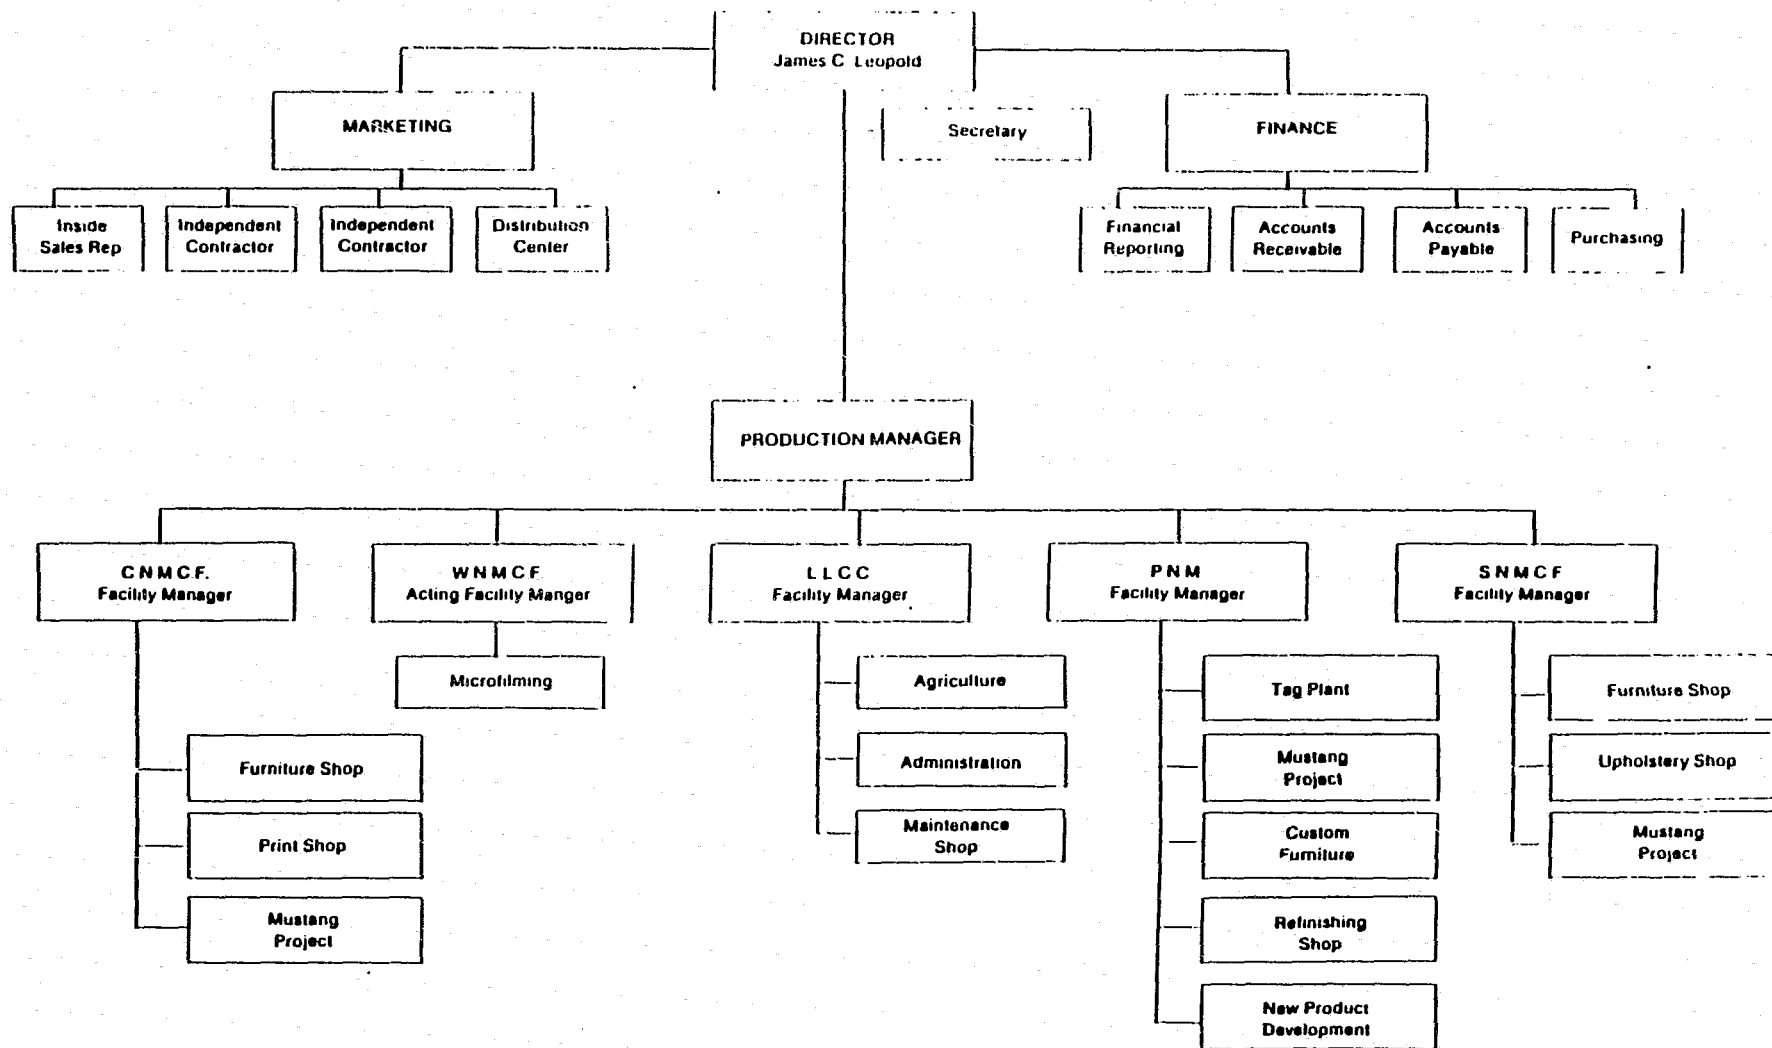 DIRECTOR
James C. Leopold
MARKETING
Secretary
FINANCE
Inside
Sales Rep
Independent
Contractor
Independent
Contractor
Distribution
Center
Financial
Reporting
Accounts
Receivable
Accounts
Payable
Purchasing
PRODUCTION MANAGER
C N M C.F.
Facility Manager
W N M C F
Acting Facility Manger
L L C C
Facility Manager
P N M
Facility Manager
S N M C F
Facility Manager
Furniture Shop
Print Shop
Mustang
Project
Microfilming
Agriculture
Administration
Maintenance
Shop
Tag Plant
Mustang
Project
Custom
Furniture
Refinishing
Shop
New Product
Development
Furniture Shop
Upholstery Shop
Mustang
Project